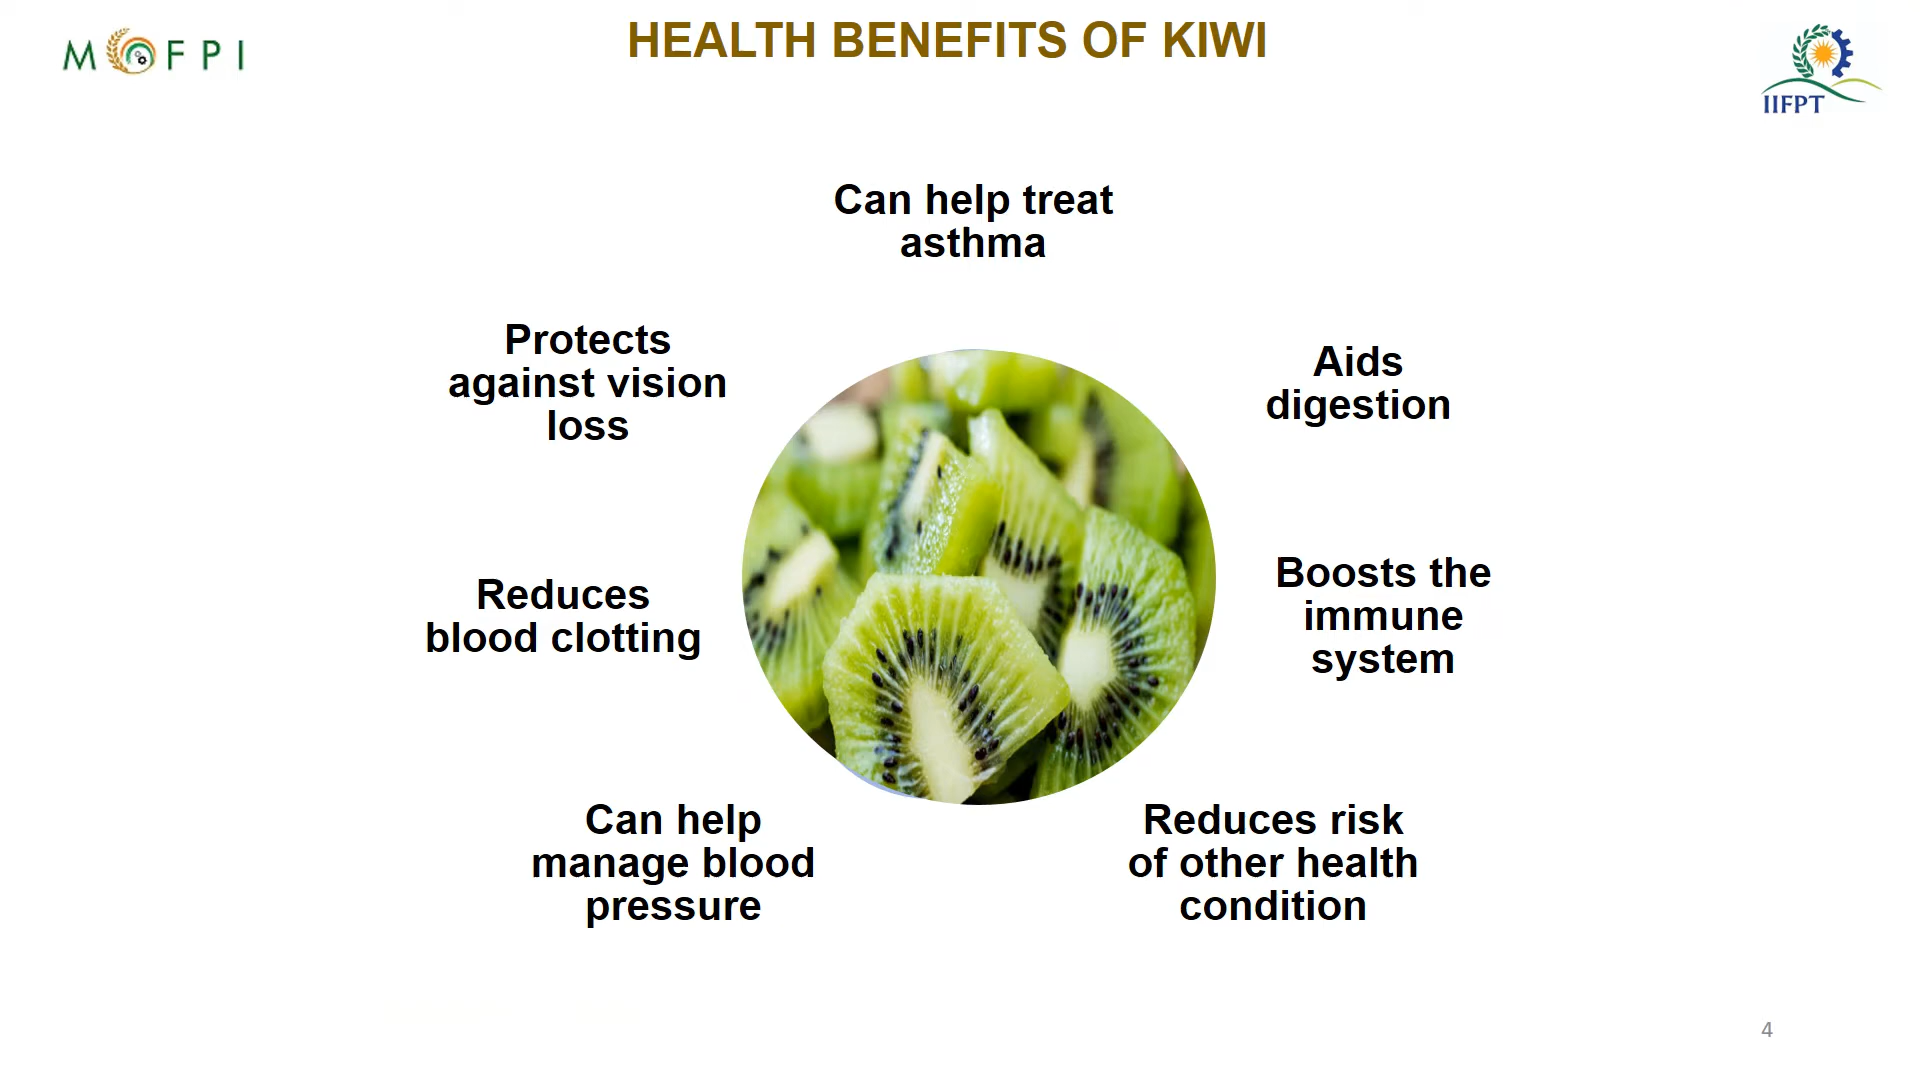 MOFPI
HEALTH BENEFITS OF KIWI
IIFPT
Can help treat
asthma
Aids
digestion
Boosts the
immune
system
Reduces risk
of other health
condition
Can help
manage blood
pressure
Reduces
blood clotting
Protects
against vision
loss
4